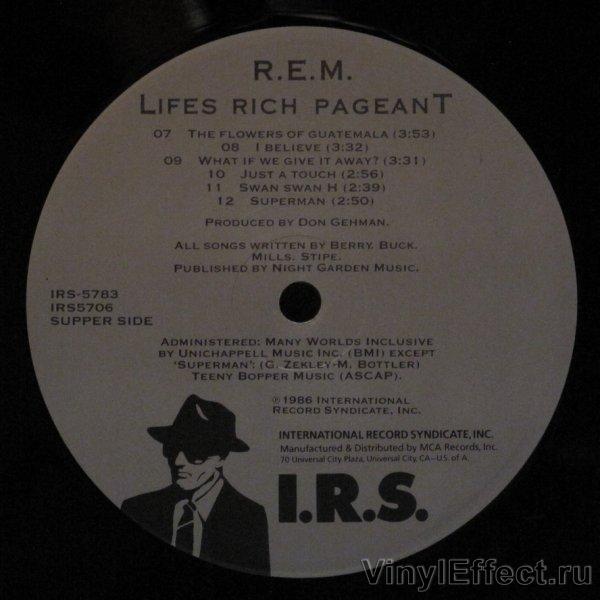 R.E.M.
LIFES RICH PAGEANT
07 THE FLOWERS OF GUATEMALA (3:53)
08 I BELIEVE (3:32)
09 WHAT IF WE GIVE IT AWAY? (3:31)
10 JUST A TOUCH (2:56)
11 SWAN SWAN H (2:39)
12 SUPERMAN (2:50)
PRODUCED BY DON GEHMAN.
ALL SONGS WRITTEN BY BERRY. BUCK.
MILLS. STIPE.
PUBLISHED BY NIGHT GARDEN MUSIC.
IRS-5783
IRS5706
SUPPER SIDE
ADMINISTERED: MANY WORLDS INCLUSIVE
BY UNICHAPPELL MUSIC INC. (BMI) EXCEPT
'SUPERMAN': (G. ZEKLEY-M. BOTTLER)
TEENY BOPPER MUSIC (ASCAP).
℗ 1986 INTERNATIONAL
RECORD SYNDICATE, INC.
INTERNATIONAL RECORD SYNDICATE, INC.
Manufactured & Distributed by MCA Records, Inc.
70 Universal City Plaza, Universal City, CA–U.S. of A.
I.R.S.
VinylEffect.ru